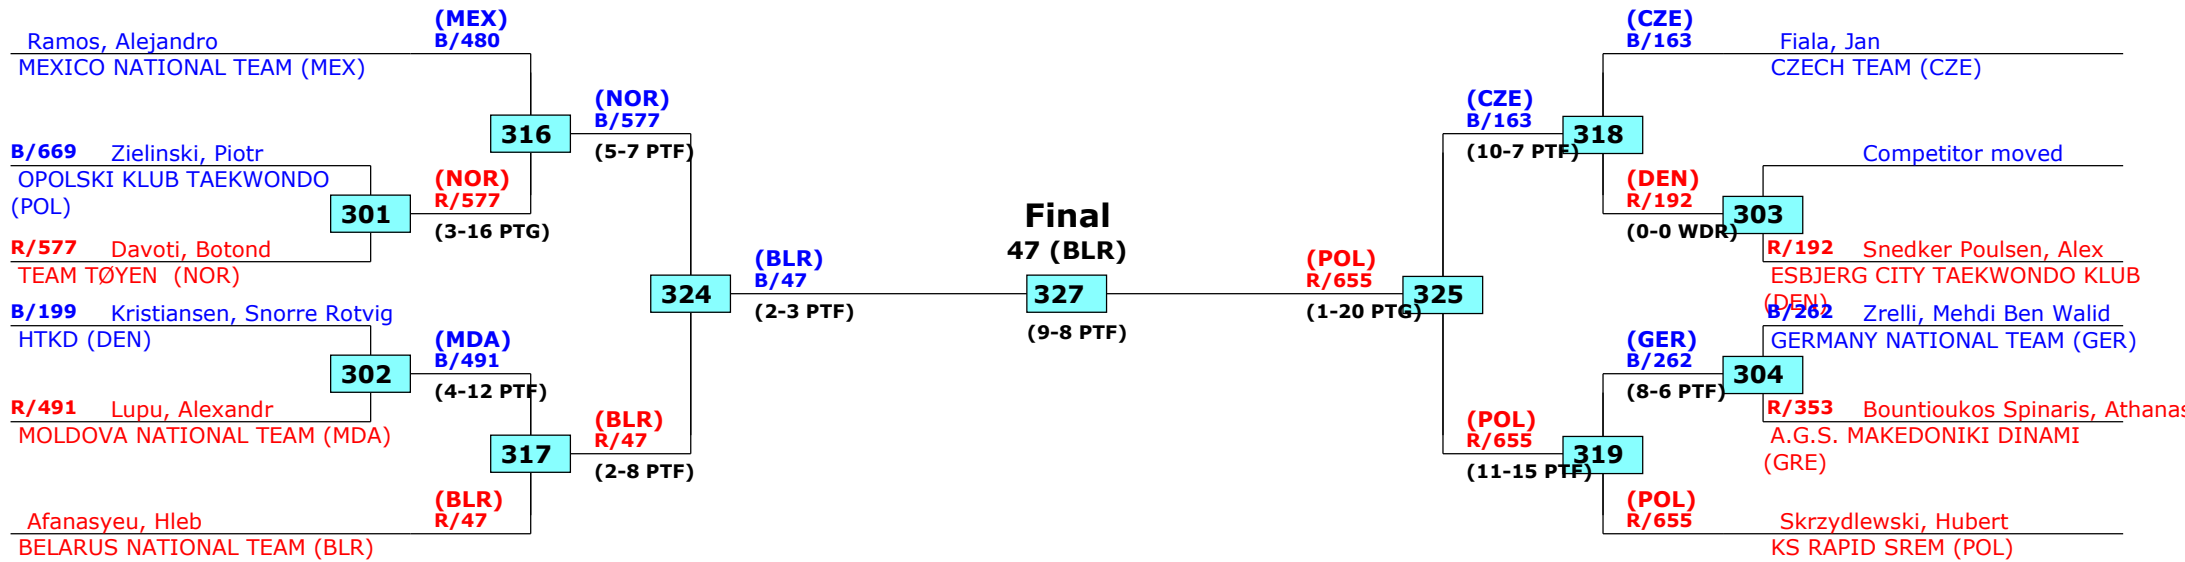 (MEX)
B/480
Ramos, Alejandro
MEXICO NATIONAL TEAM (MEX)
B/669 Zielinski, Piotr
OPOLSKI KLUB TAEKWONDO
(POL)
301
R/577 Davoti, Botond
TEAM TØYEN (NOR)
(NOR)
R/577
(3-16 PTG)
316
(NOR)
B/577
(5-7 PTF)
B/199 Kristiansen, Snorre Rotvig
HTKD (DEN)
302
R/491 Lupu, Alexandr
MOLDOVA NATIONAL TEAM (MDA)
(MDA)
B/491
(4-12 PTF)
317
(BLR)
R/47
(2-8 PTF)
(BLR)
R/47
Afanasyeu, Hleb
BELARUS NATIONAL TEAM (BLR)
324
(BLR)
B/47
(2-3 PTF)
Final
47 (BLR)
327
(9-8 PTF)
(POL)
R/655
(1-20 PTG)
325
(CZE)
B/163
(10-7 PTF)
318
(CZE)
B/163
Fiala, Jan
CZECH TEAM (CZE)
Competitor moved
(DEN)
R/192
(0-0 WDR)
303
R/192 Snedker Poulsen, Alex
ESBJERG CITY TAEKWONDO KLUB
(DEN)
B/262 Zrelli, Mehdi Ben Walid
GERMANY NATIONAL TEAM (GER)
(GER)
B/262
(8-6 PTF)
304
R/353 Bountioukos Spinaris, Athanas
A.G.S. MAKEDONIKI DINAMI
(GRE)
(POL)
R/655
(11-15 PTF)
319
(POL)
R/655
Skrzydlewski, Hubert
KS RAPID SREM (POL)